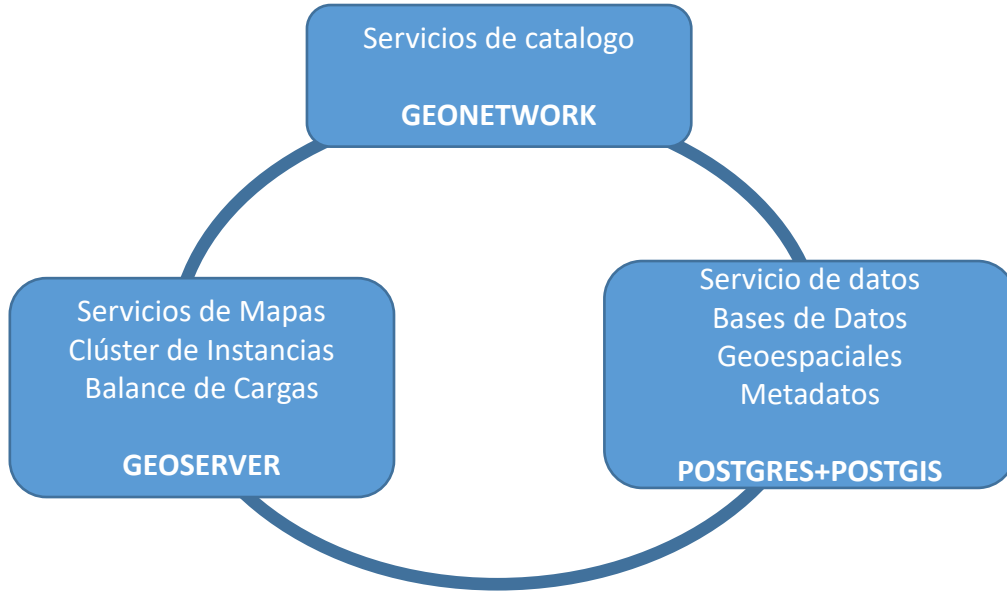 Servicios de catalogo
GEONETWORK
Servicios de Mapas
Clúster de Instancias
Balance de Cargas
GEOSERVER
Servicio de datos
Bases de Datos
Geoespaciales
Metadatos
POSTGRES+POSTGIS